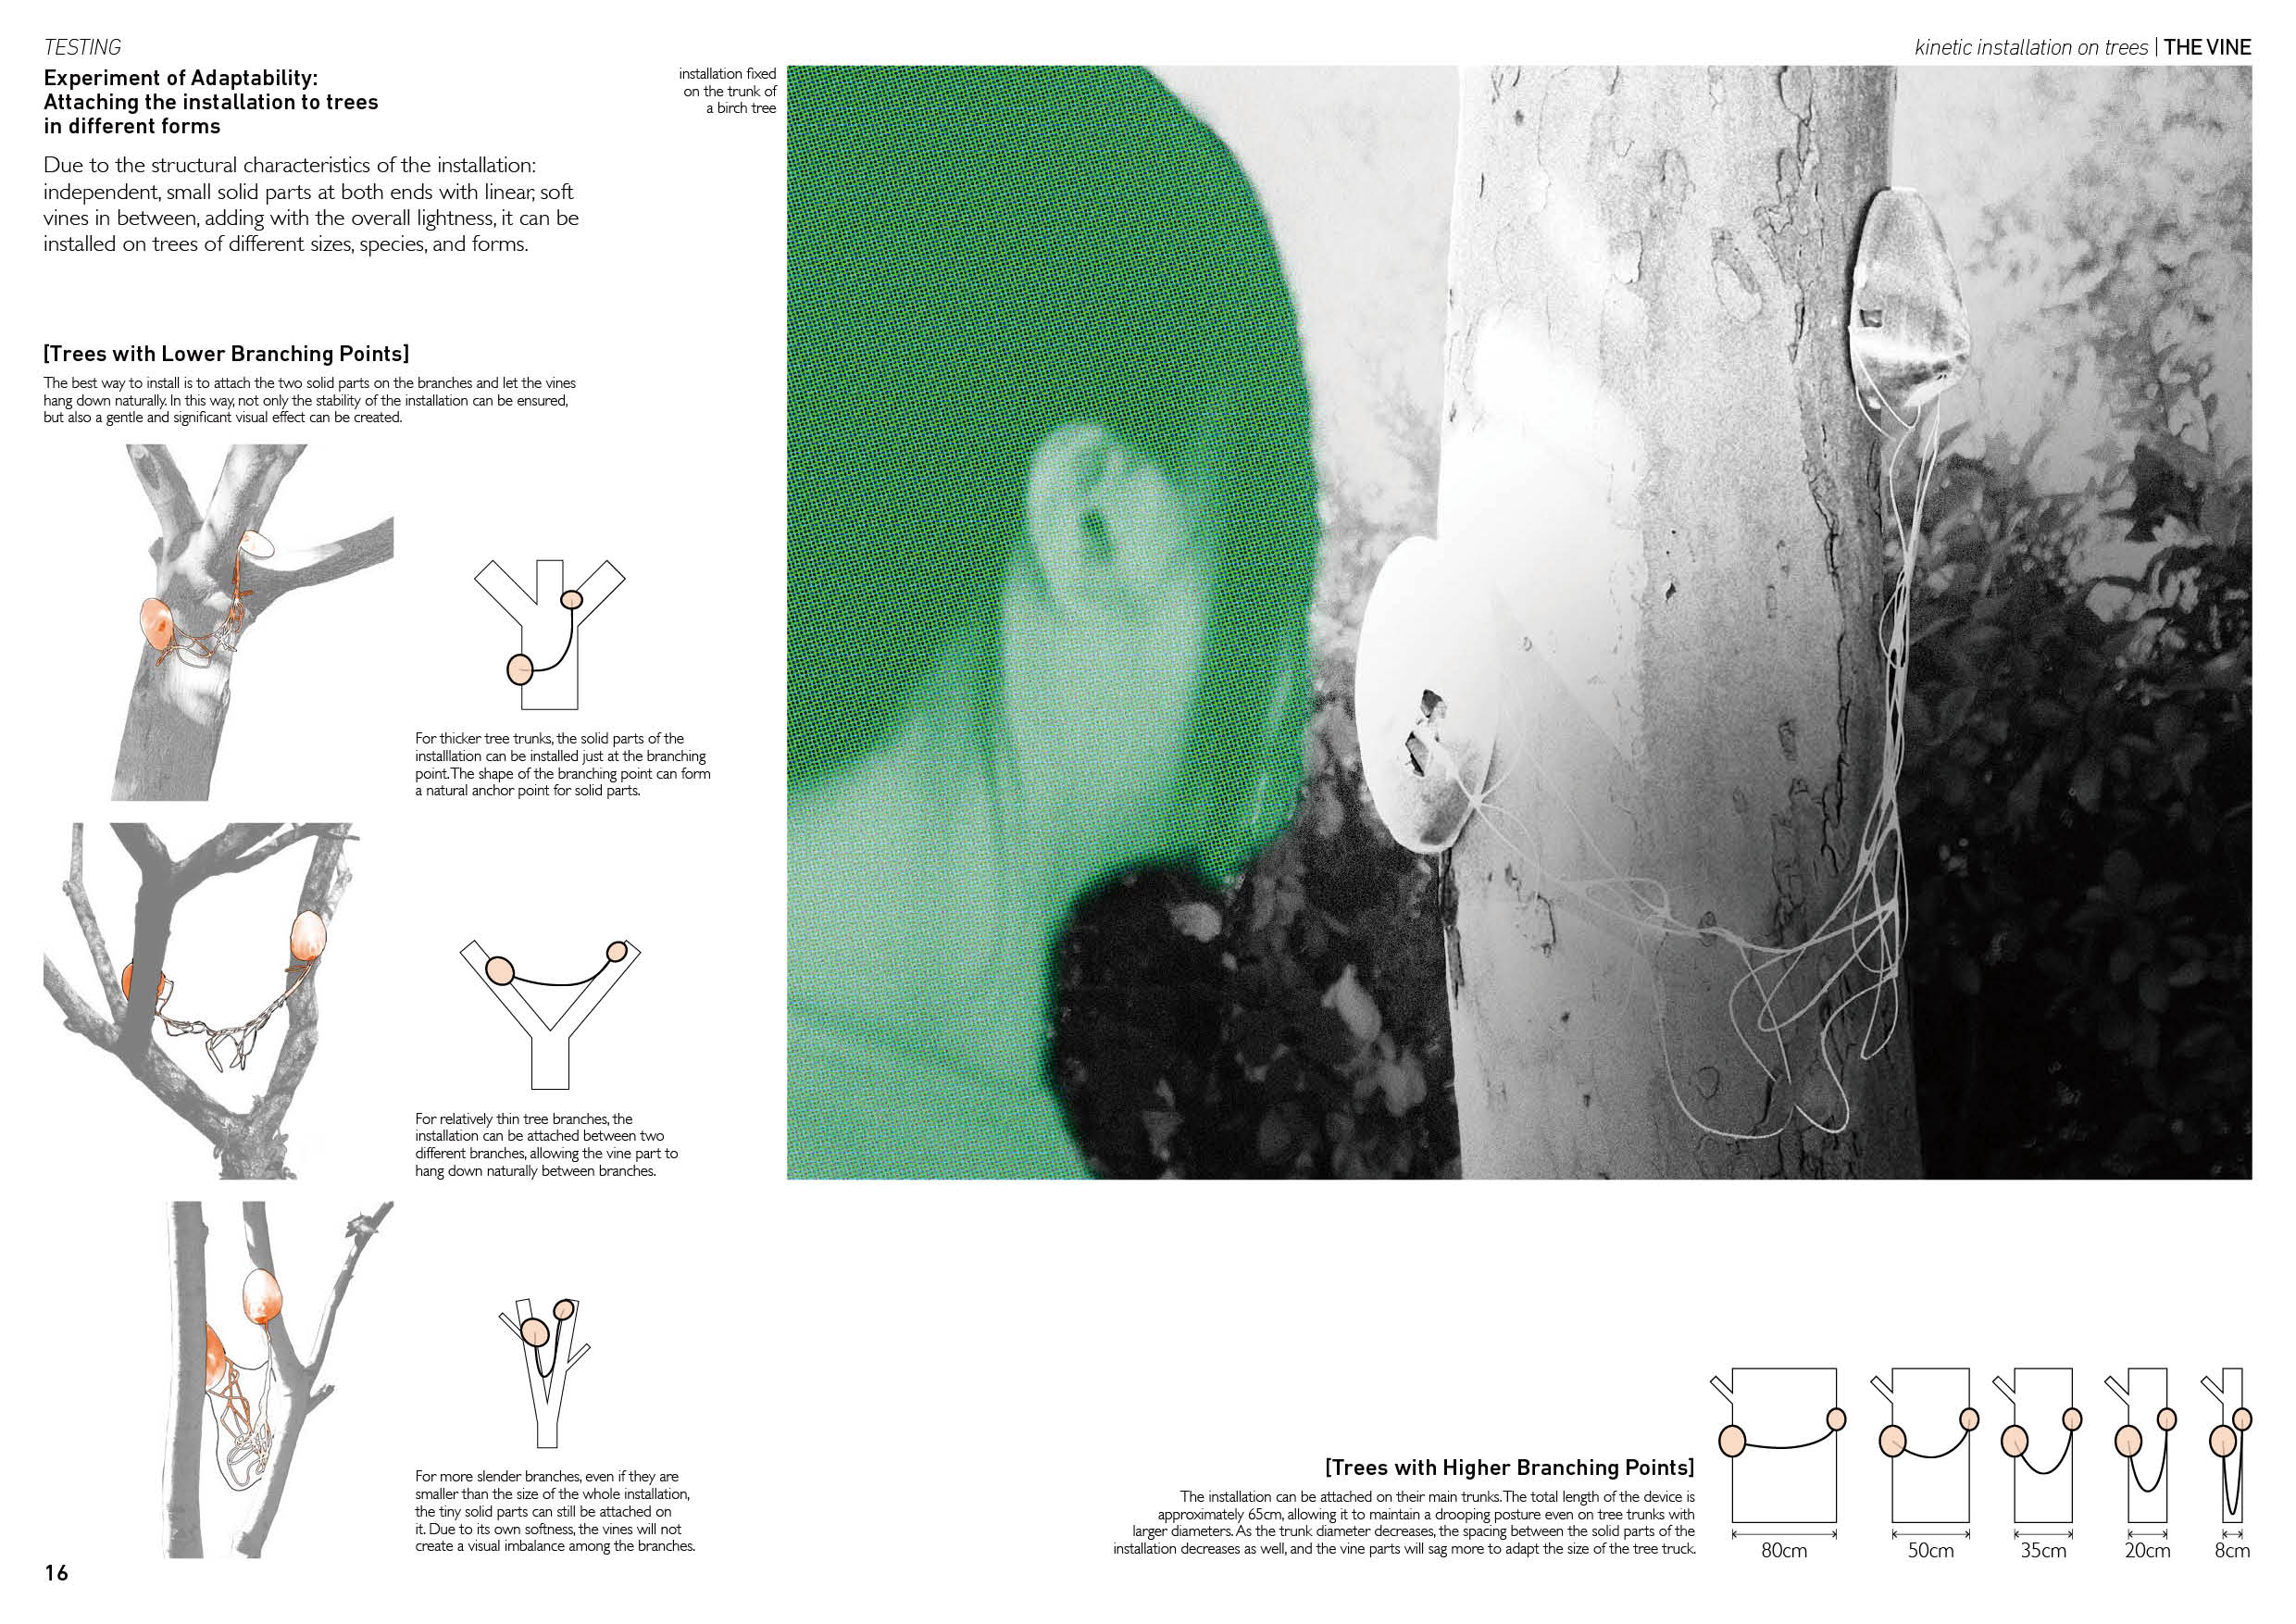 TESTING
kinetic installation on trees | THE VINE
Experiment of Adaptability:
Attaching the installation to trees
in different forms
Due to the structural characteristics of the installation:
independent, small solid parts at both ends with linear, soft
vines in between, adding with the overall lightness, it can be
installed on trees of different sizes, species, and forms.
installation fixed
on the trunk of
a birch tree
[Trees with Lower Branching Points]
The best way to install is to attach the two solid parts on the branches and let the vines
hang down naturally. In this way, not only the stability of the installation can be ensured,
but also a gentle and significant visual effect can be created.
For thicker tree trunks, the solid parts of the
installlation can be installed just at the branching
point. The shape of the branching point can form
a natural anchor point for solid parts.
For relatively thin tree branches, the
installation can be attached between two
different branches, allowing the vine part to
hang down naturally between branches.
For more slender branches, even if they are
smaller than the size of the whole installation,
the tiny solid parts can still be attached on
it. Due to its own softness, the vines will not
create a visual imbalance among the branches.
[Trees with Higher Branching Points]
The installation can be attached on their main trunks. The total length of the device is
approximately 65cm, allowing it to maintain a drooping posture even on tree trunks with
larger diameters. As the trunk diameter decreases, the spacing between the solid parts of the
installation decreases as well, and the vine parts will sag more to adapt the size of the tree truck.
80cm
50cm
35cm
20cm
8cm
16